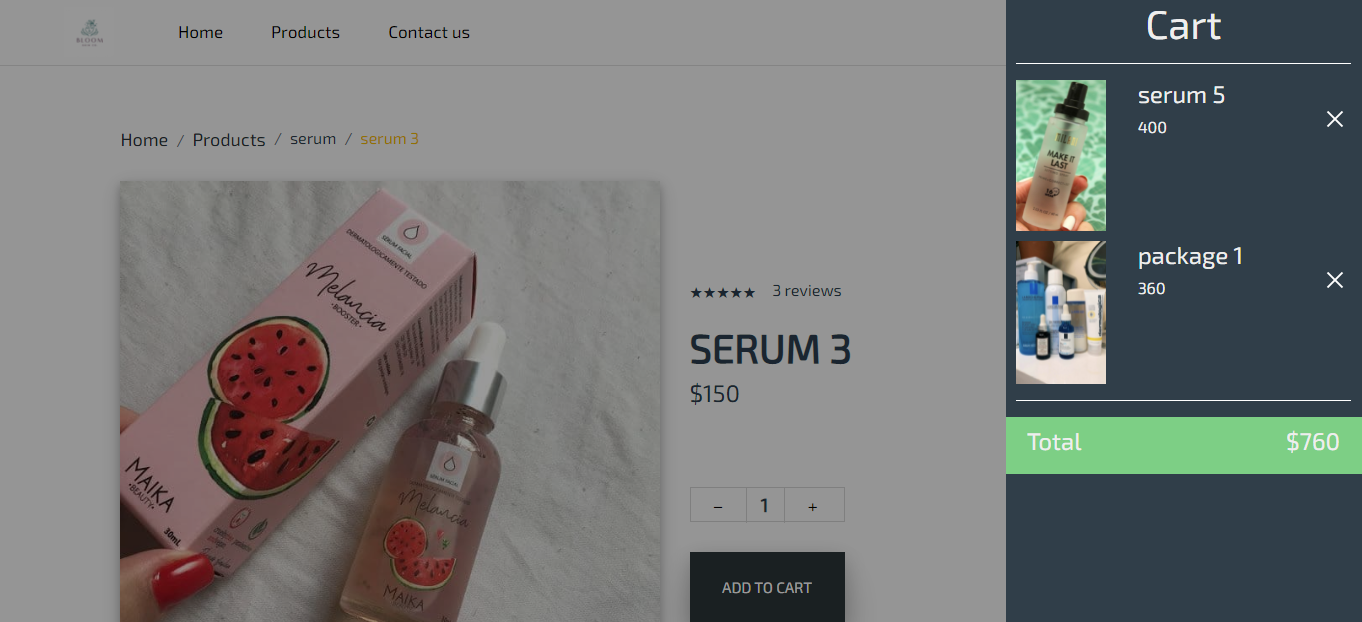 BLOOM
Home
Products
Contact us
Home / Products / serum / serum 3
SERUM FACIAL
DERMATOLOGICAMENTE TESTADO
Melancia
•BOOSTER•
MAIKA
•BEAUTY•
30mL
SERUM FACIAL
Melancia
MAIKA
★★★★★ 3 reviews
SERUM 3
$150
– 1 +
ADD TO CART
Cart
serum 5
400
MAKE IT
LAST
package 1
360
Total $760